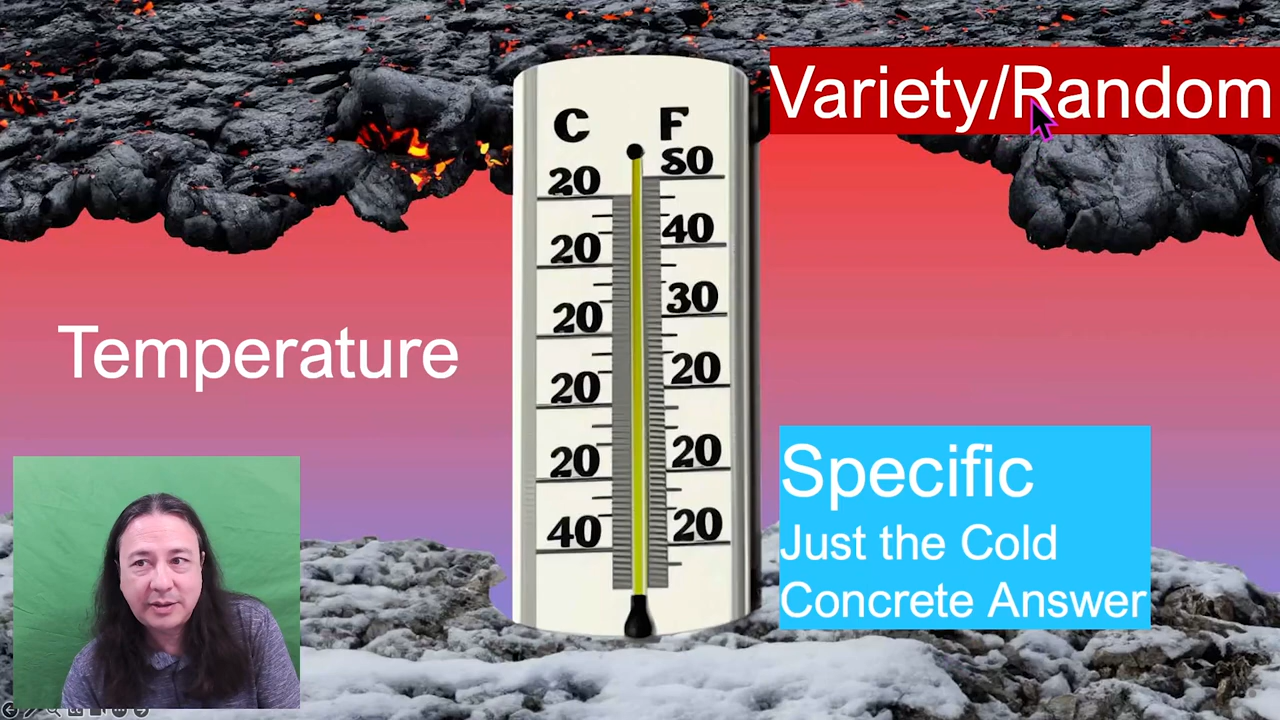 Variety/Random
C F
20 50
20 40
20 30
20 20
20 20
40 20
Temperature
Specific
Just the Cold
Concrete Answer